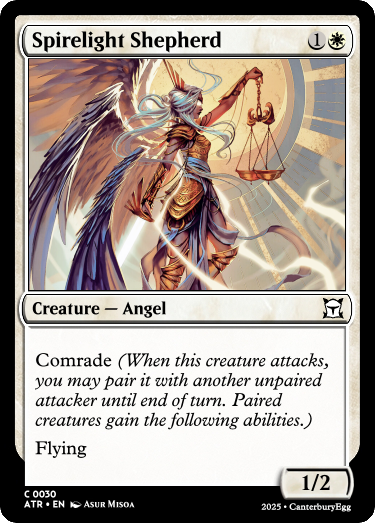 Spirelight Shepherd 1
Creature — Angel
Comrade (When this creature attacks,
you may pair it with another unpaired
attacker until end of turn. Paired
creatures gain the following abilities.)
Flying
1/2
C 0030
ATR • EN Asur Misoa
2025 • CanterburyEgg